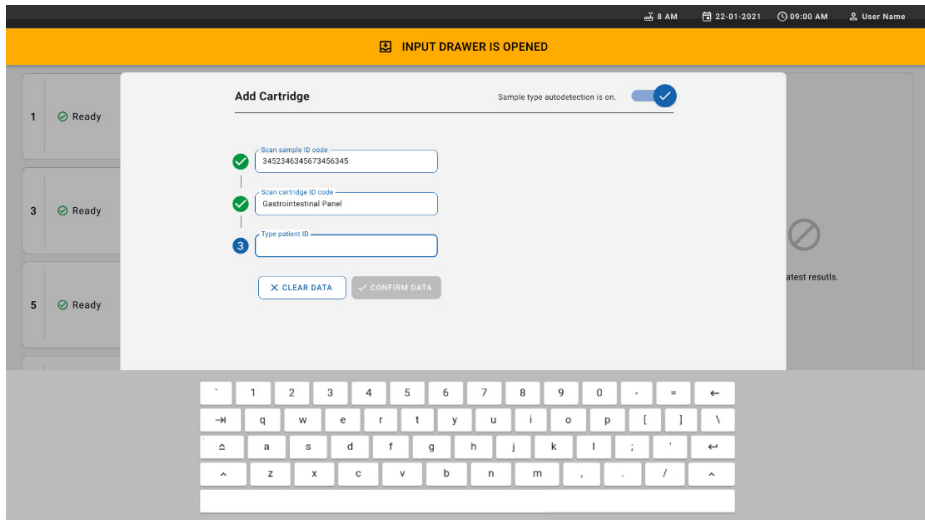 8 AM 22-01-2021 09:00 AM User Name
INPUT DRAWER IS OPENED
Add Cartridge
Sample type autodetection is on.
1 Ready
Scan sample ID code
3452346345673456345
Scan cartridge ID code
Gastrointestinal Panel
3 Ready
Type patient ID
3
atest resutls.
CLEAR DATA CONFIRM DATA
5 Ready
` 1 2 3 4 5 6 7 8 9 0 - =
q w e r t y u i o p [ ] \
a s d f g h j k l ; '
z x c v b n m , . /